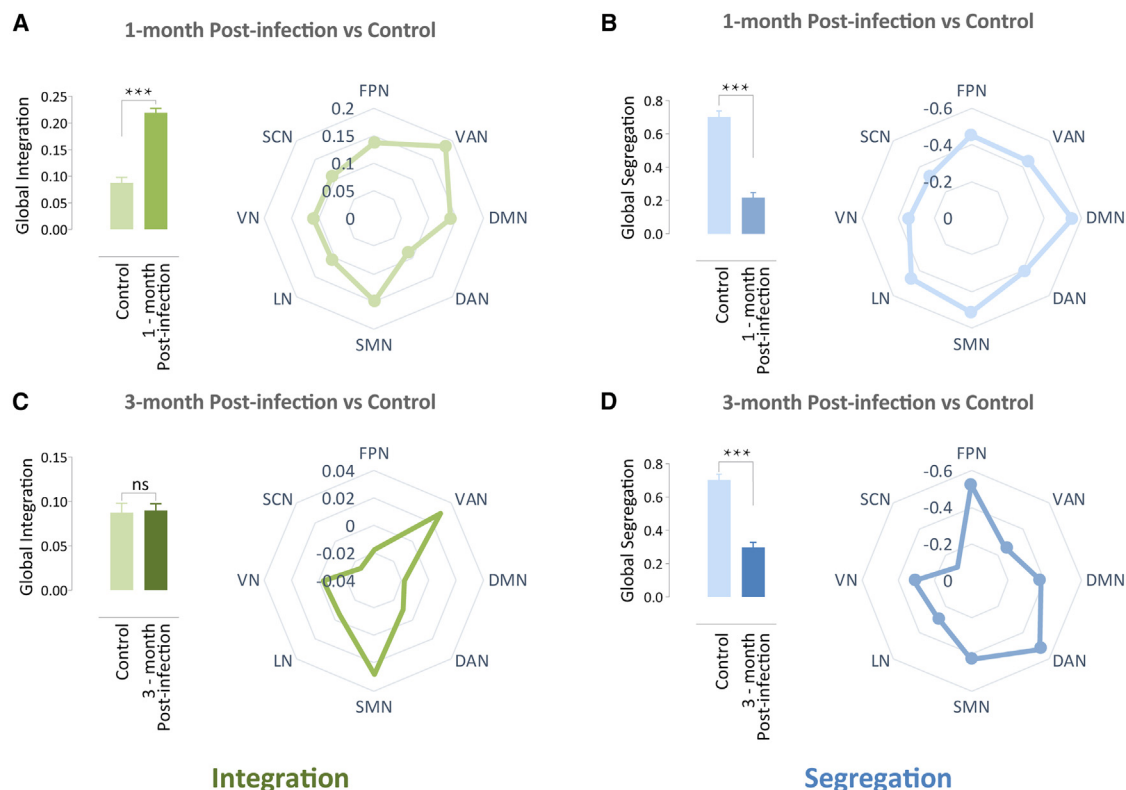 A
1-month Post-infection vs Control
Global Integration
0.25
0.20
0.15
0.10
0.05
0.00
***
Control
1 - month
Post-infection
FPN
VAN
DMN
DAN
SMN
LN
VN
SCN
0.2
0.15
0.1
0.05
0
B
1-month Post-infection vs Control
Global Segregation
0.8
0.6
0.4
0.2
0.0
***
Control
1 - month
Post-infection
FPN
VAN
DMN
DAN
SMN
LN
VN
SCN
-0.6
-0.4
-0.2
0
C
3-month Post-infection vs Control
Global Integration
0.15
0.10
0.05
0.00
ns
Control
3 - month
Post-infection
FPN
VAN
DMN
DAN
SMN
LN
VN
SCN
0.04
0.02
0
-0.02
-0.04
D
3-month Post-infection vs Control
Global Segregation
0.8
0.6
0.4
0.2
0.0
***
Control
3 - month
Post-infection
FPN
VAN
DMN
DAN
SMN
LN
VN
SCN
-0.6
-0.4
-0.2
0
Integration
Segregation